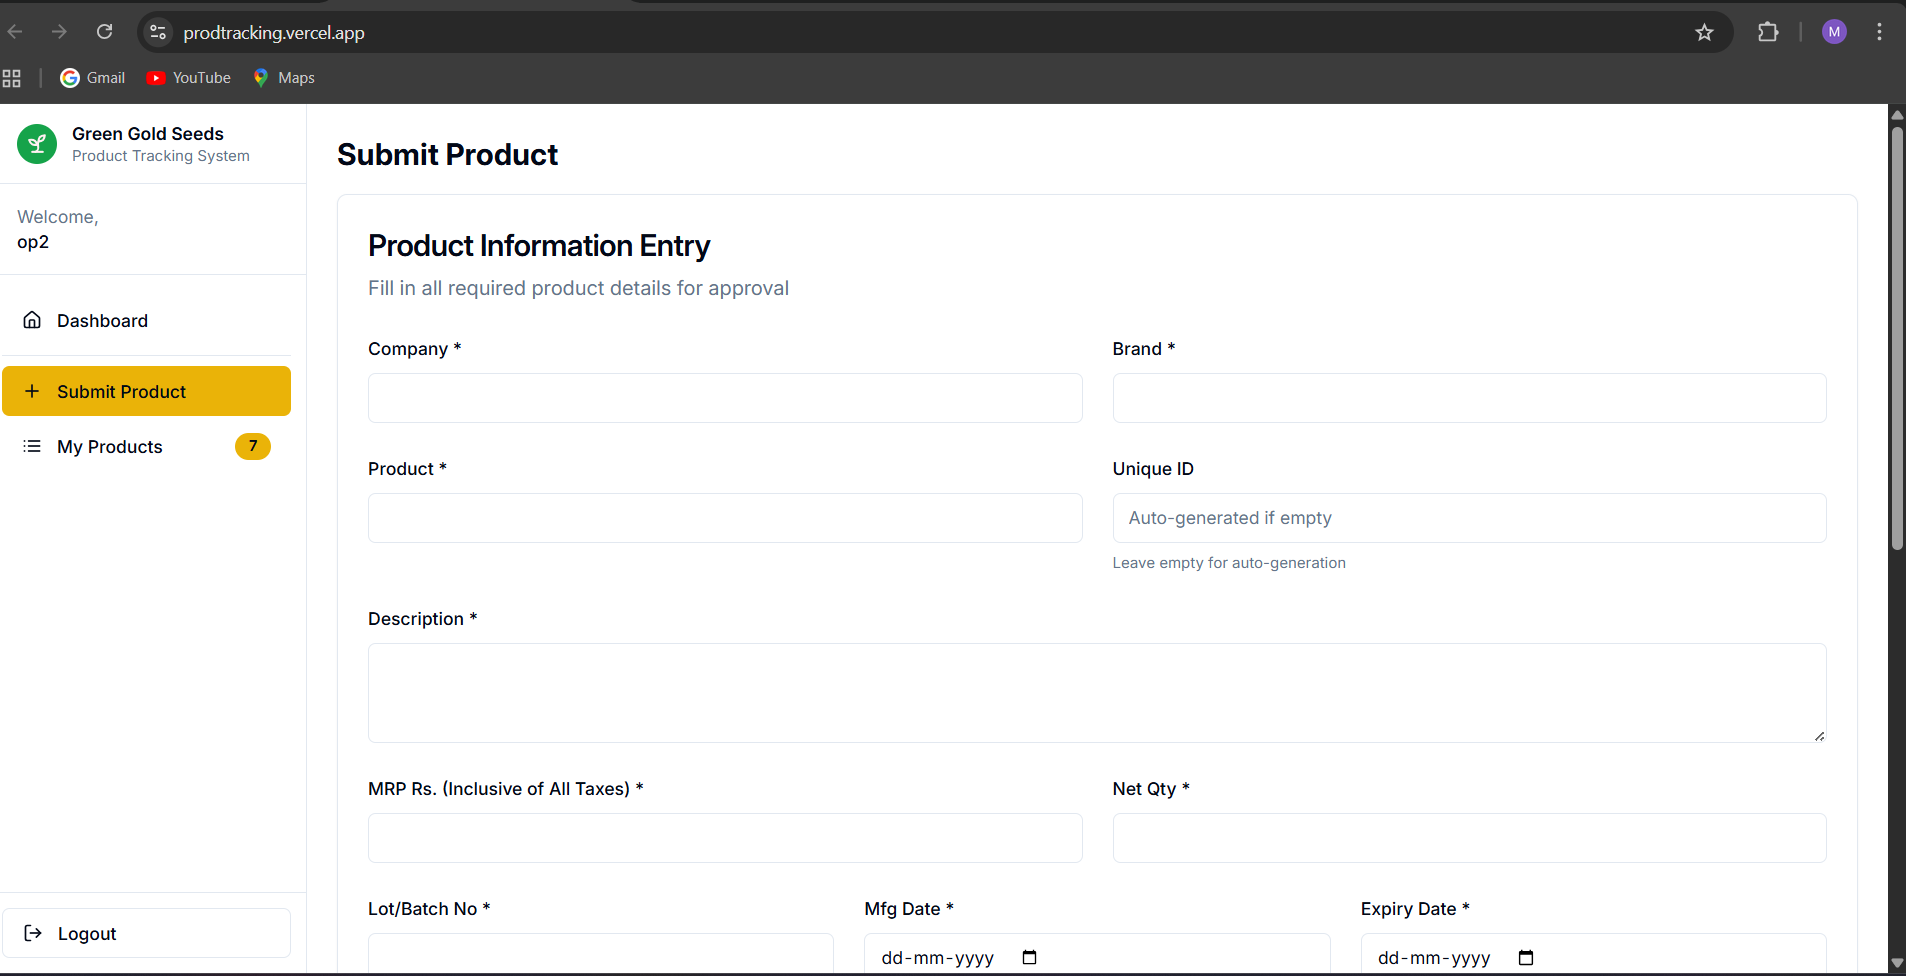 prodtracking.vercel.app
M
Gmail
YouTube
Maps
Green Gold Seeds
Product Tracking System
Welcome,
op2
Dashboard
Submit Product
My Products 7
Logout
Submit Product
Product Information Entry
Fill in all required product details for approval
Company * Brand *
Product * Unique ID
Auto-generated if empty
Leave empty for auto-generation
Description *
MRP Rs. (Inclusive of All Taxes) * Net Qty *
Lot/Batch No * Mfg Date * Expiry Date *
dd-mm-yyyy dd-mm-yyyy